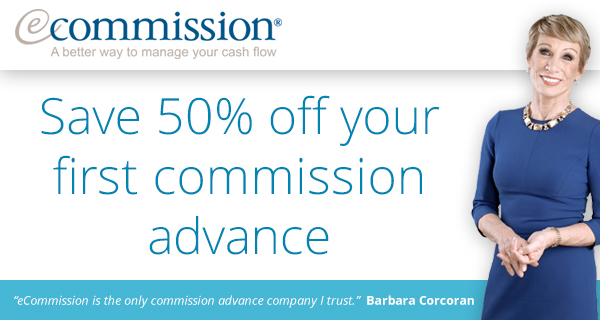 ecommission®
A better way to manage your cash flow
Save 50% off your
first commission
advance
“eCommission is the only commission advance company I trust.” Barbara Corcoran